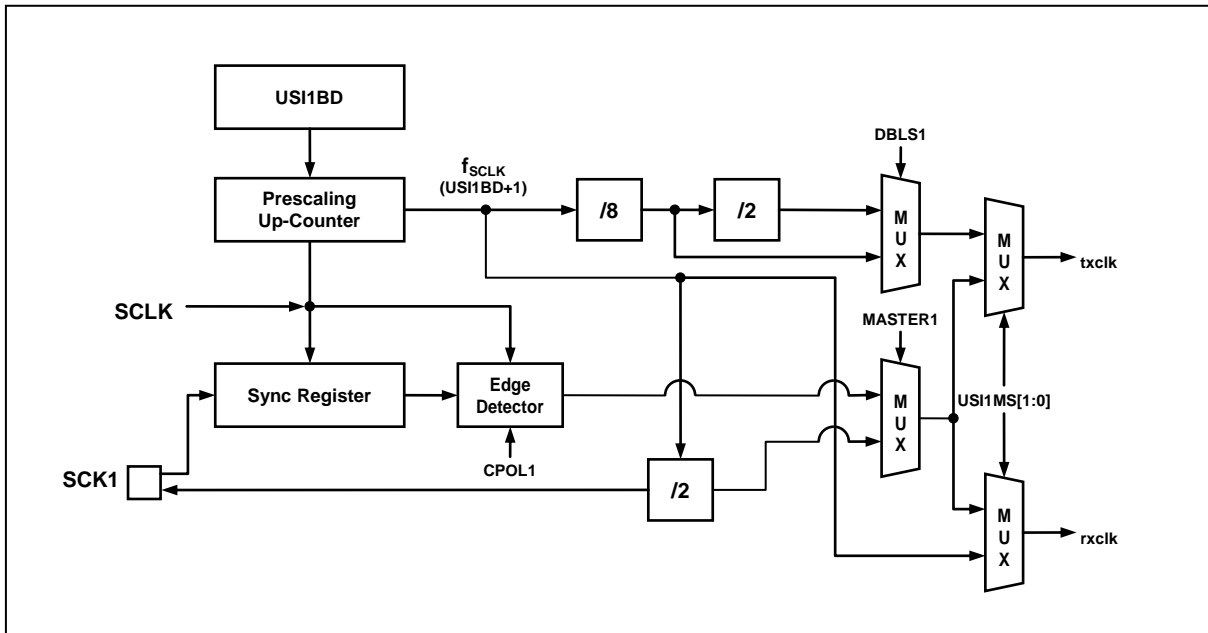 USI1BD
DBLS1
fSCLK
(USI1BD+1)
Prescaling
Up-Counter
/8
/2
M
U
X
M
U
X
txclk
SCLK
MASTER1
Sync Register
Edge
Detector
M
U
X
USI1MS[1:0]
CPOL1
SCK1
/2
M
U
X
rxclk